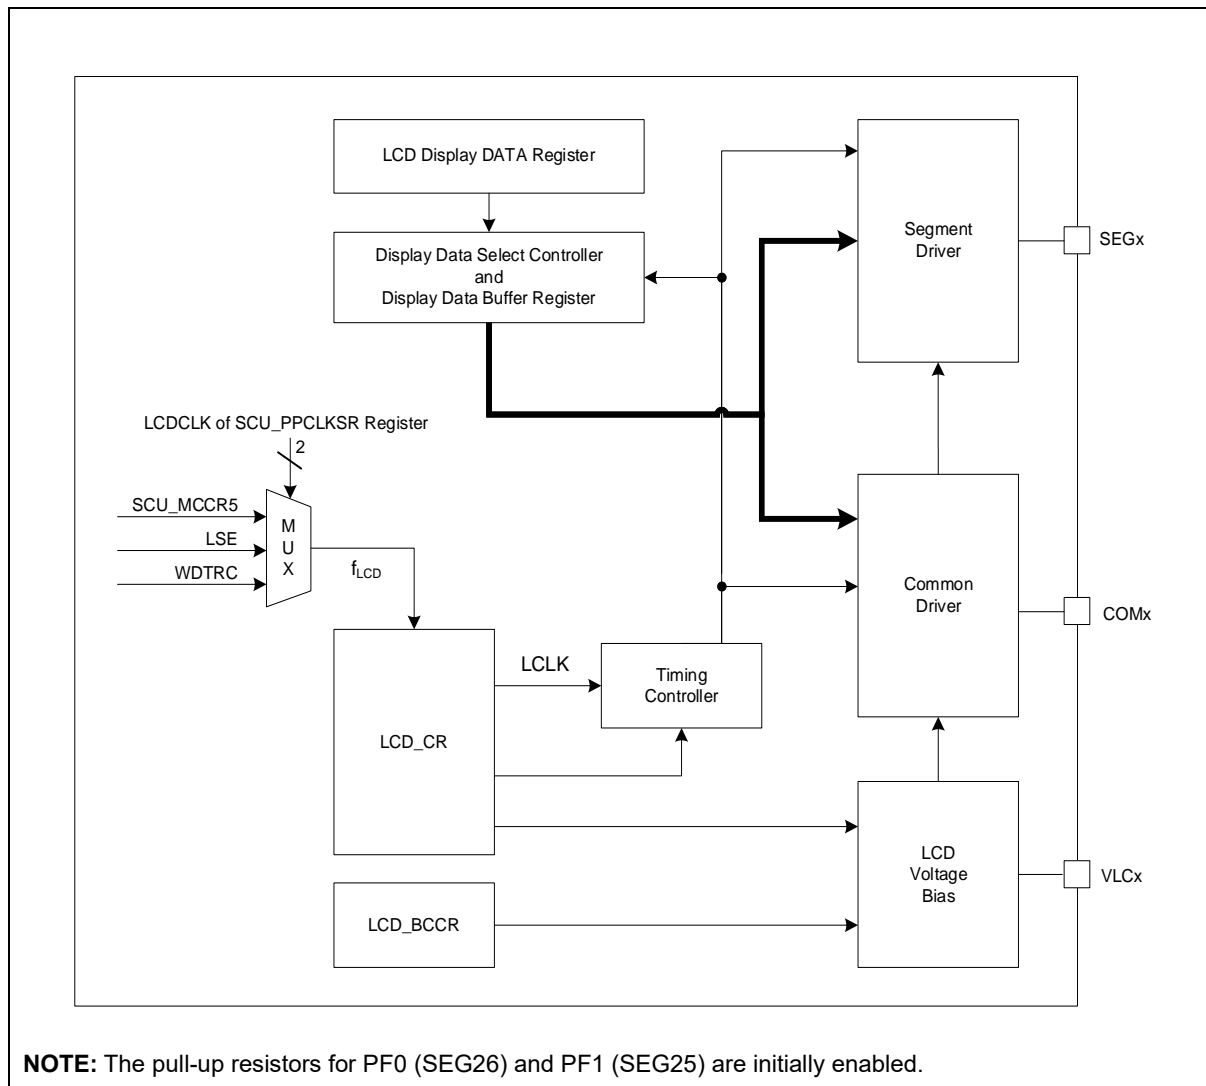 LCD Display DATA Register
Display Data Select Controller
and
Display Data Buffer Register
Segment
Driver
SEGx
LCDCLK of SCU_PPCLKSR Register
2
SCU_MCCR5
LSE
WDTRC
M
U
X
fLCD
Common
Driver
COMx
LCLK
Timing
Controller
LCD_CR
LCD
Voltage
Bias
VLCx
LCD_BCCR
NOTE: The pull-up resistors for PF0 (SEG26) and PF1 (SEG25) are initially enabled.